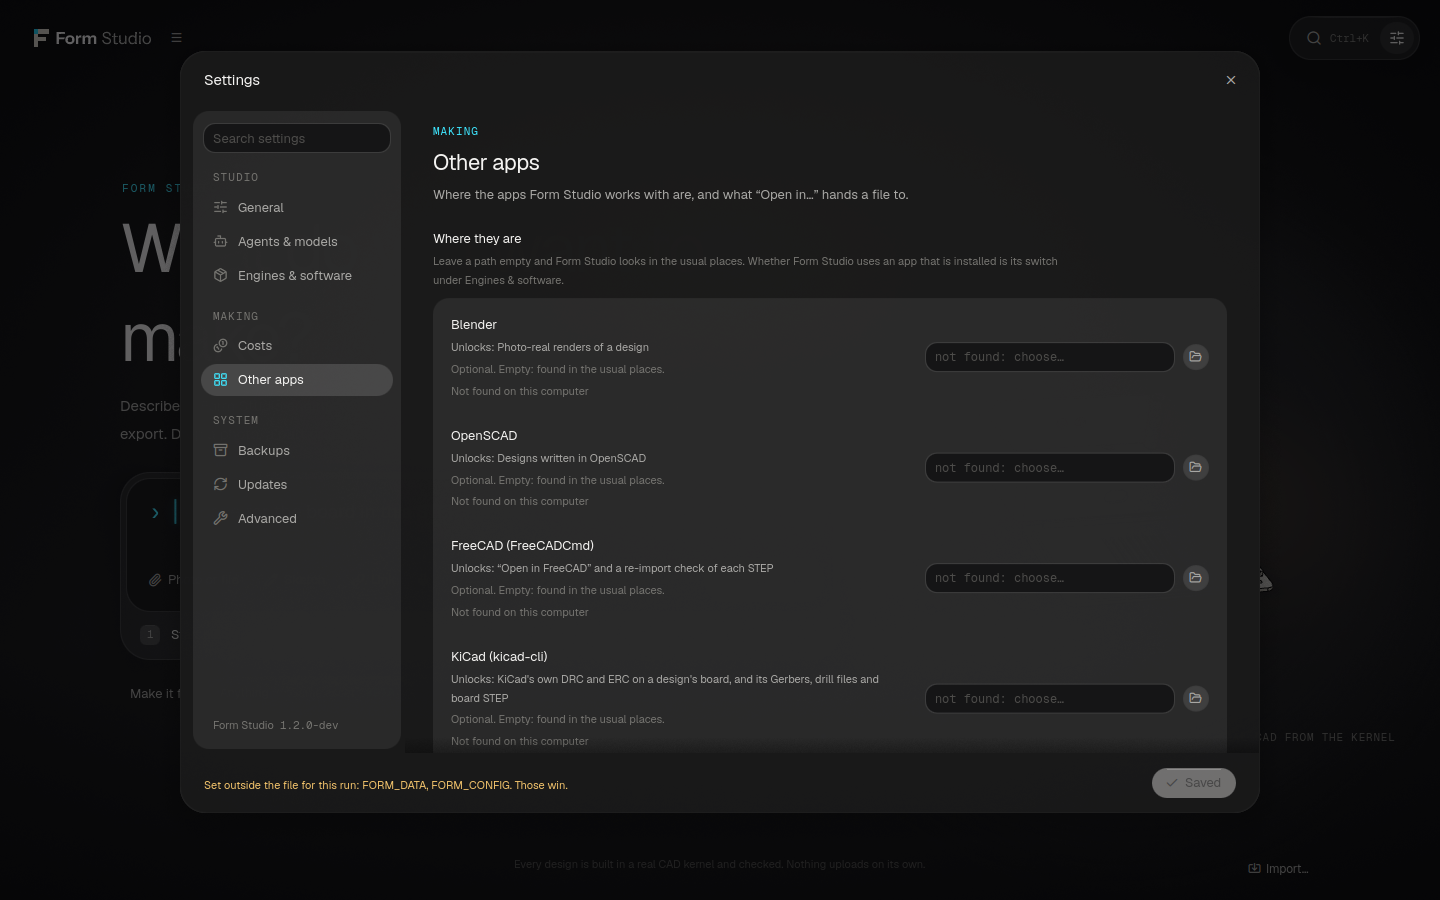 Form Studio
Ctrl+K
Settings
Search settings
STUDIO
General
Agents & models
Engines & software
MAKING
Costs
Other apps
SYSTEM
Backups
Updates
Advanced
Form Studio 1.2.0-dev
MAKING
Other apps
Where the apps Form Studio works with are, and what “Open in…” hands a file to.
Where they are
Leave a path empty and Form Studio looks in the usual places. Whether Form Studio uses an app that is installed is its switch
under Engines & software.
Blender
Unlocks: Photo-real renders of a design
Optional. Empty: found in the usual places.
Not found on this computer
not found: choose…
OpenSCAD
Unlocks: Designs written in OpenSCAD
Optional. Empty: found in the usual places.
Not found on this computer
not found: choose…
FreeCAD (FreeCADCmd)
Unlocks: “Open in FreeCAD” and a re-import check of each STEP
Optional. Empty: found in the usual places.
Not found on this computer
not found: choose…
KiCad (kicad-cli)
Unlocks: KiCad's own DRC and ERC on a design's board, and its Gerbers, drill files and
board STEP
Optional. Empty: found in the usual places.
Not found on this computer
not found: choose…
Set outside the file for this run: FORM_DATA, FORM_CONFIG. Those win.
Saved
FORM
Describe
export.
1
Make it
FROM THE KERNEL
Every design is built in a real CAD kernel and checked. Nothing uploads on its own.
Import…